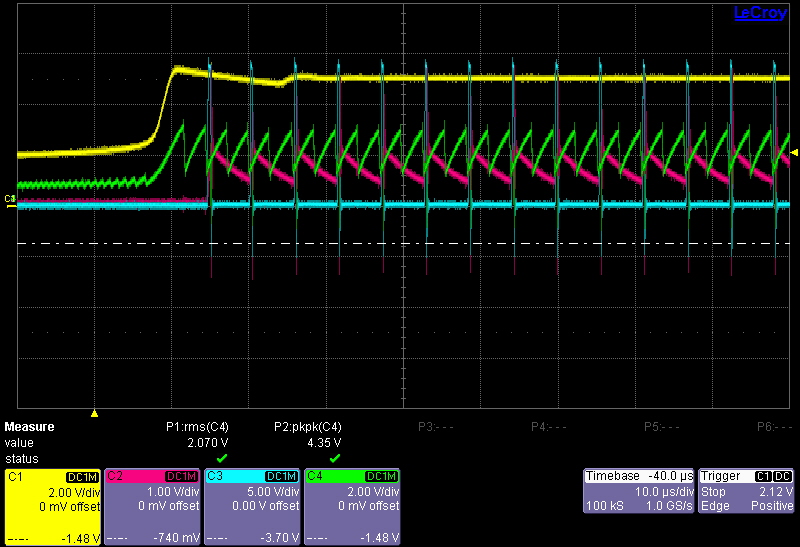 LeCroy
Measure P1:rms(C4) P2:pkpk(C4) P3:- - - P4:- - - P5:- - - P6:- - -
value 2.070 V 4.35 V
status
C1 DC1M C2 DC1M C3 DC1M C4 DC1M Timebase -40.0 µs Trigger C1 DC
2.00 V/div 1.00 V/div 5.00 V/div 2.00 V/div 10.0 µs/div Stop 2.12 V
0 mV offset 0 mV offset 0.00 V offset 0 mV offset 100 kS 1.0 GS/s Edge Positive
-1.48 V -740 mV -3.70 V -1.48 V